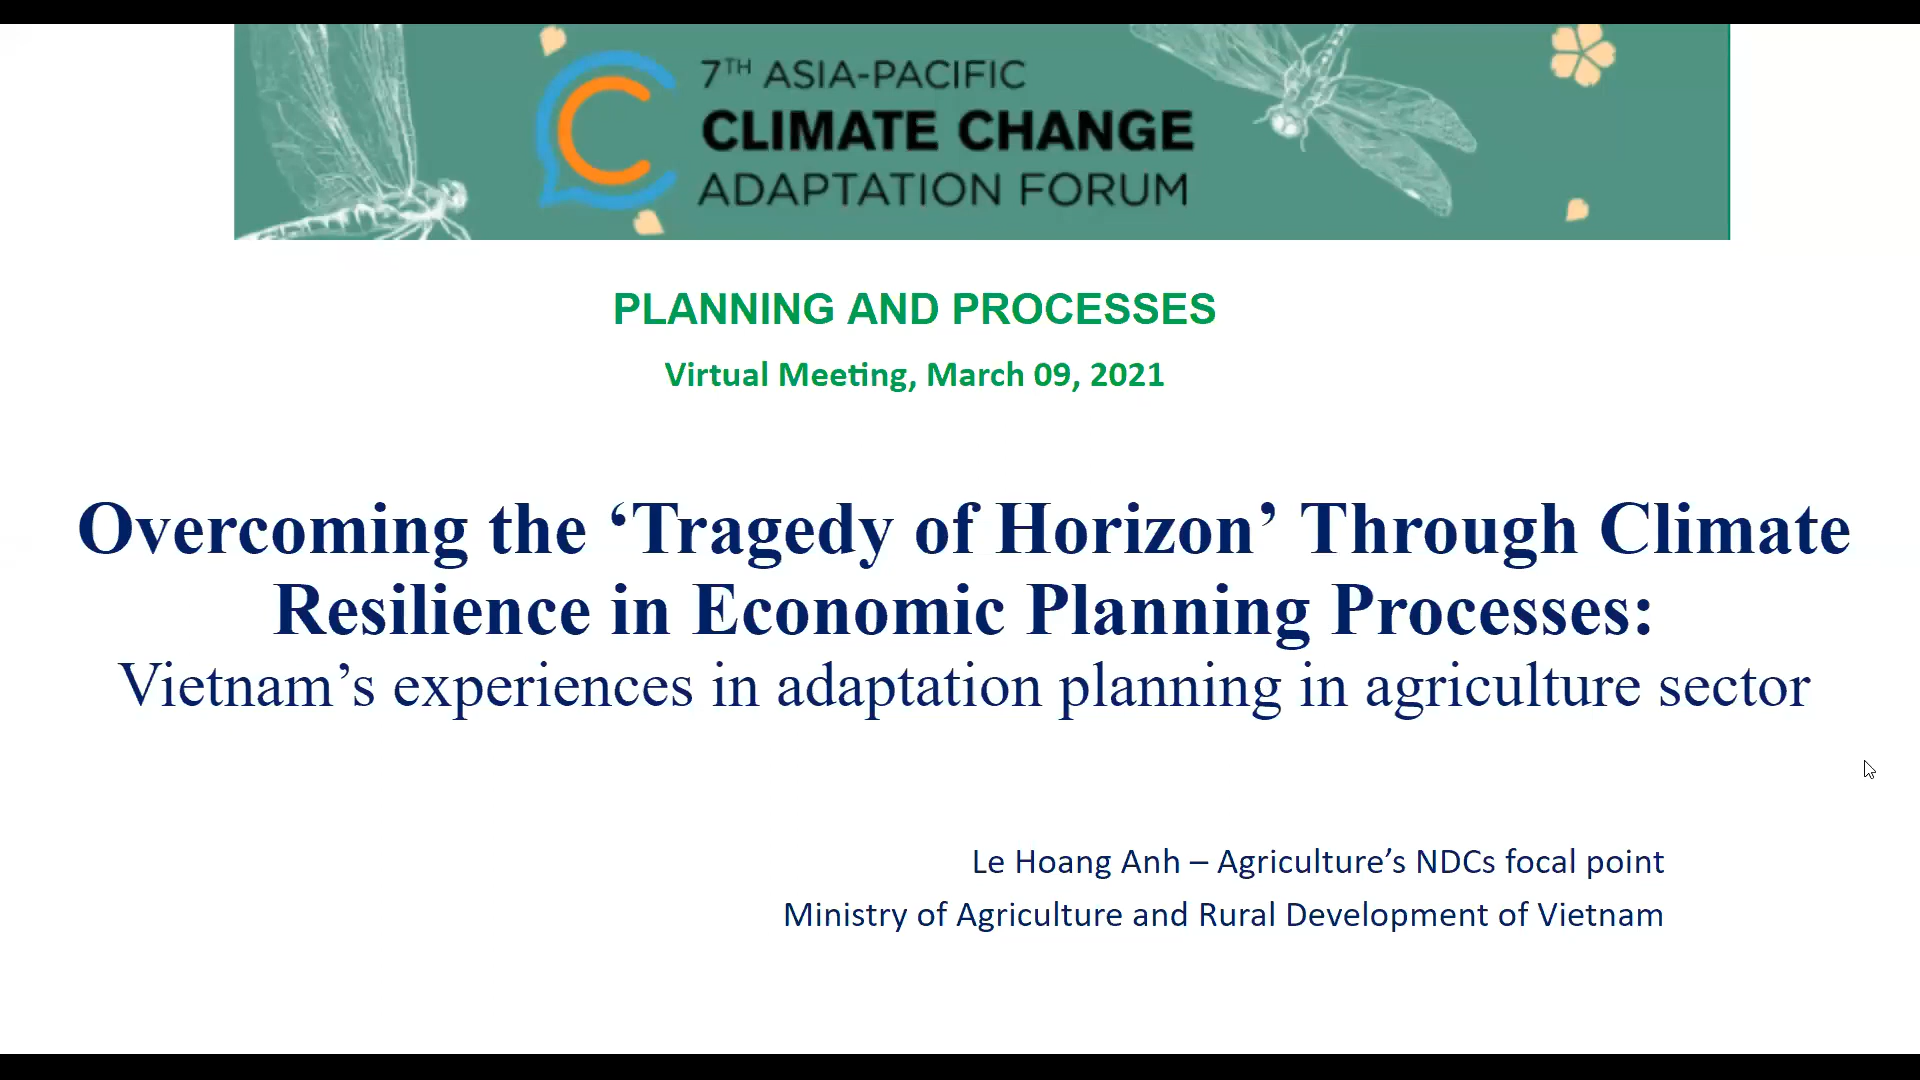 7TH ASIA-PACIFIC
CLIMATE CHANGE
ADAPTATION FORUM
PLANNING AND PROCESSES
Virtual Meeting, March 09, 2021
Overcoming the ‘Tragedy of Horizon’ Through Climate
Resilience in Economic Planning Processes:
Vietnam’s experiences in adaptation planning in agriculture sector
Le Hoang Anh – Agriculture’s NDCs focal point
Ministry of Agriculture and Rural Development of Vietnam